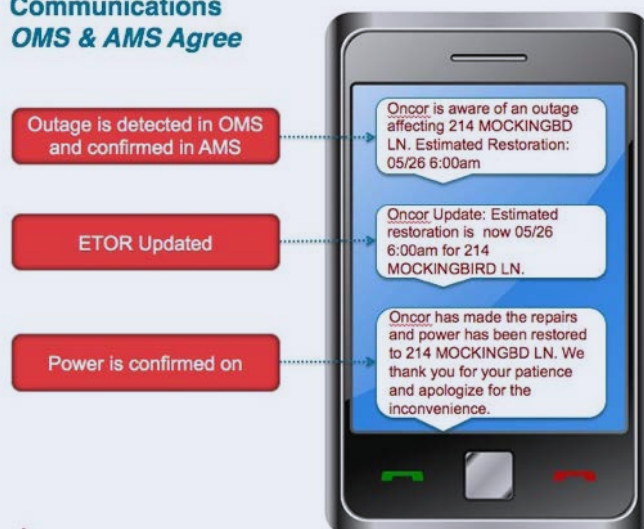 Communications
OMS & AMS Agree
Outage is detected in OMS
and confirmed in AMS
Oncor is aware of an outage
affecting 214 MOCKINGBD
LN. Estimated Restoration:
05/26 6:00am
ETOR Updated
Oncor Update: Estimated
restoration is now 05/26
6:00am for 214
MOCKINGBIRD LN.
Power is confirmed on
Oncor has made the repairs
and power has been restored
to 214 MOCKINGBD LN. We
thank you for your patience
and apologize for the
inconvenience.